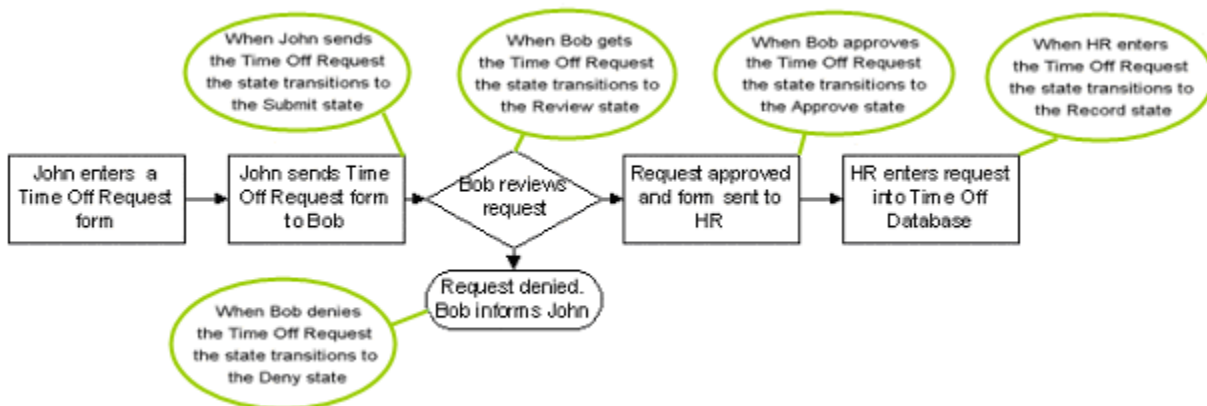 When John sends
the Time Off Request
the state transitions to
the Submit state
When Bob gets
the Time Off Request
the state transitions to
the Review state
When Bob approves
the Time Off Request
the state transitions to
the Approve state
When HR enters
the Time Off Request
the state transitions to
the Record state
John enters a
Time Off Request
form
John sends Time
Off Request form
to Bob
Bob reviews
request
Request approved
and form sent to
HR
HR enters request
into Time Off
Database
Request denied.
Bob informs John
When Bob denies
the Time Off Request
the state transitions to
the Deny state